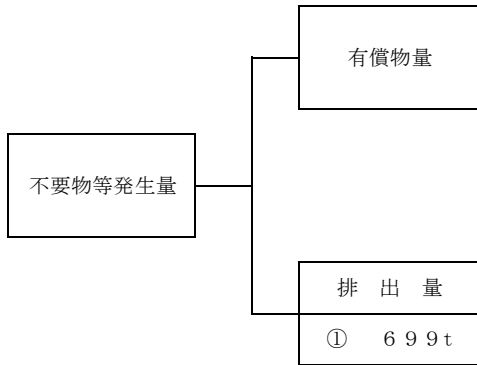 有償物量
不要物等発生量
排　出　量
①　６９９t